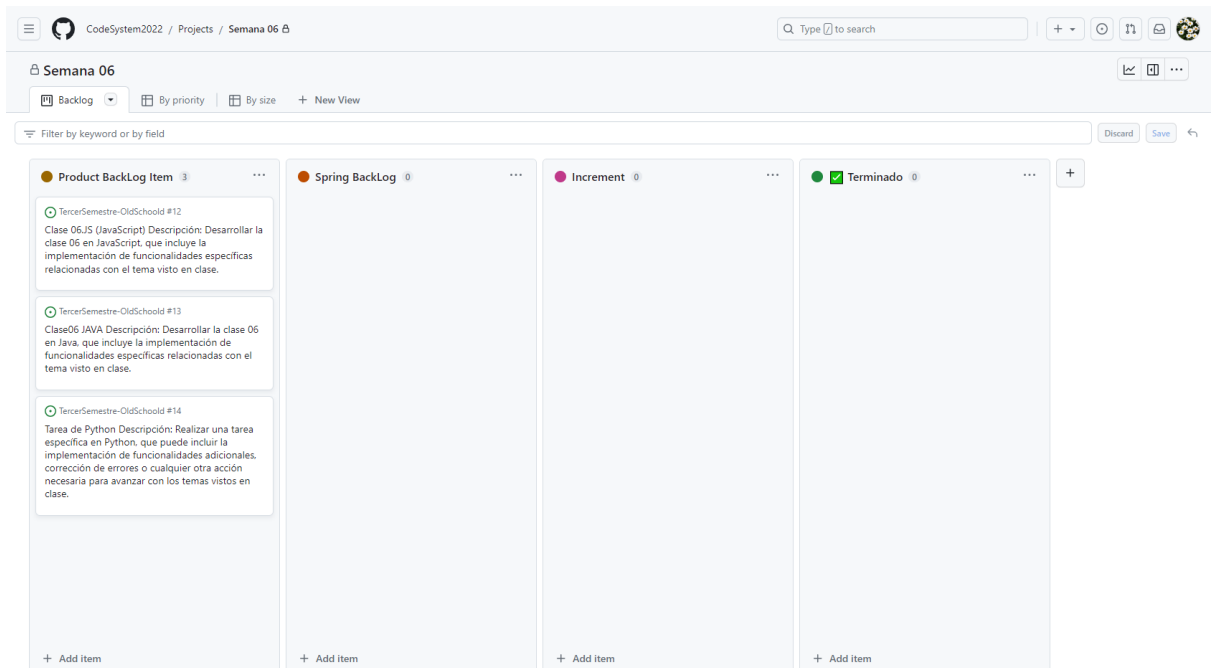 CodeSystem2022 / Projects / Semana 06
Type / to search
Semana 06
Backlog
By priority
By size
New View
Filter by keyword or by field
Discard
Save
Product BackLog Item 3
TercerSemestre-OldSchoold #12
Clase 06.JS (JavaScript) Descripción: Desarrollar la
clase 06 en JavaScript, que incluye la
implementación de funcionalidades específicas
relacionadas con el tema visto en clase.
TercerSemestre-OldSchoold #13
Clase06 JAVA Descripción: Desarrollar la clase 06
en Java, que incluye la implementación de
funcionalidades específicas relacionadas con el
tema visto en clase.
TercerSemestre-OldSchoold #14
Tarea de Python Descripción: Realizar una tarea
específica en Python, que puede incluir la
implementación de funcionalidades adicionales,
corrección de errores o cualquier otra acción
necesaria para avanzar con los temas vistos en
clase.
+ Add item
Spring BackLog 0
+ Add item
Increment 0
+ Add item
✅ Terminado 0
+ Add item